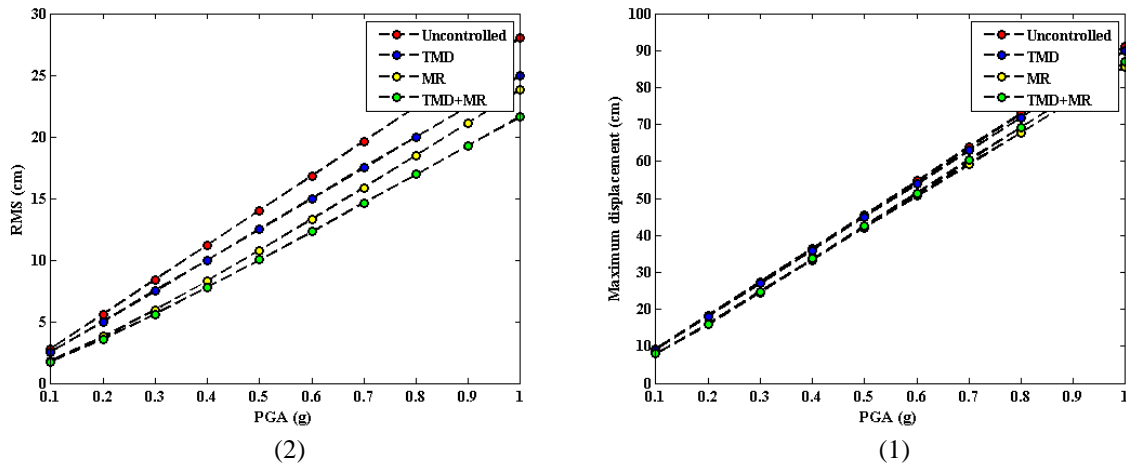 30
25
20
15
10
5
0
RMS (cm)
Uncontrolled
TMD
MR
TMD+MR
0.1 0.2 0.3 0.4 0.5 0.6 0.7 0.8 0.9 1
PGA (g)
(2)
100
90
80
70
60
50
40
30
20
10
0
Maximum displacement (cm)
Uncontrolled
TMD
MR
TMD+MR
0.1 0.2 0.3 0.4 0.5 0.6 0.7 0.8 0.9 1
PGA (g)
(1)